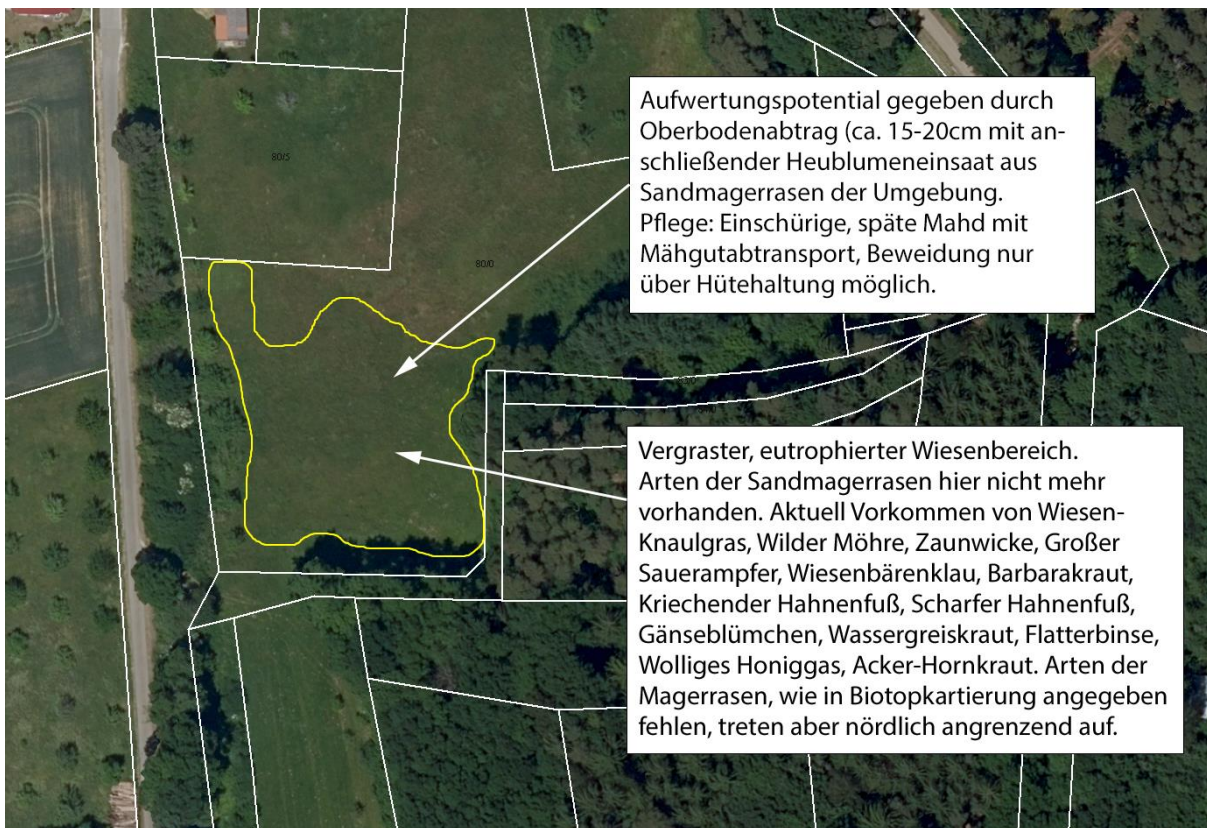 80/5
80/0
Aufwertungspotential gegeben durch
Oberbodenabtrag (ca. 15-20cm mit an-
schließender Heublumeneinsaat aus
Sandmagerrasen der Umgebung.
Pflege: Einschürige, späte Mahd mit
Mähgutabtransport, Beweidung nur
über Hütehaltung möglich.
Vergraster, eutrophierter Wiesenbereich.
Arten der Sandmagerrasen hier nicht mehr
vorhanden. Aktuell Vorkommen von Wiesen-
Knaulgras, Wilder Möhre, Zaunwicke, Großer
Sauerampfer, Wiesenbärenklau, Barbarakraut,
Kriechender Hahnenfuß, Scharfer Hahnenfuß,
Gänseblümchen, Wassergreiskraut, Flatterbinse,
Wolliges Honiggas, Acker-Hornkraut. Arten der
Magerrasen, wie in Biotopkartierung angegeben
fehlen, treten aber nördlich angrenzend auf.